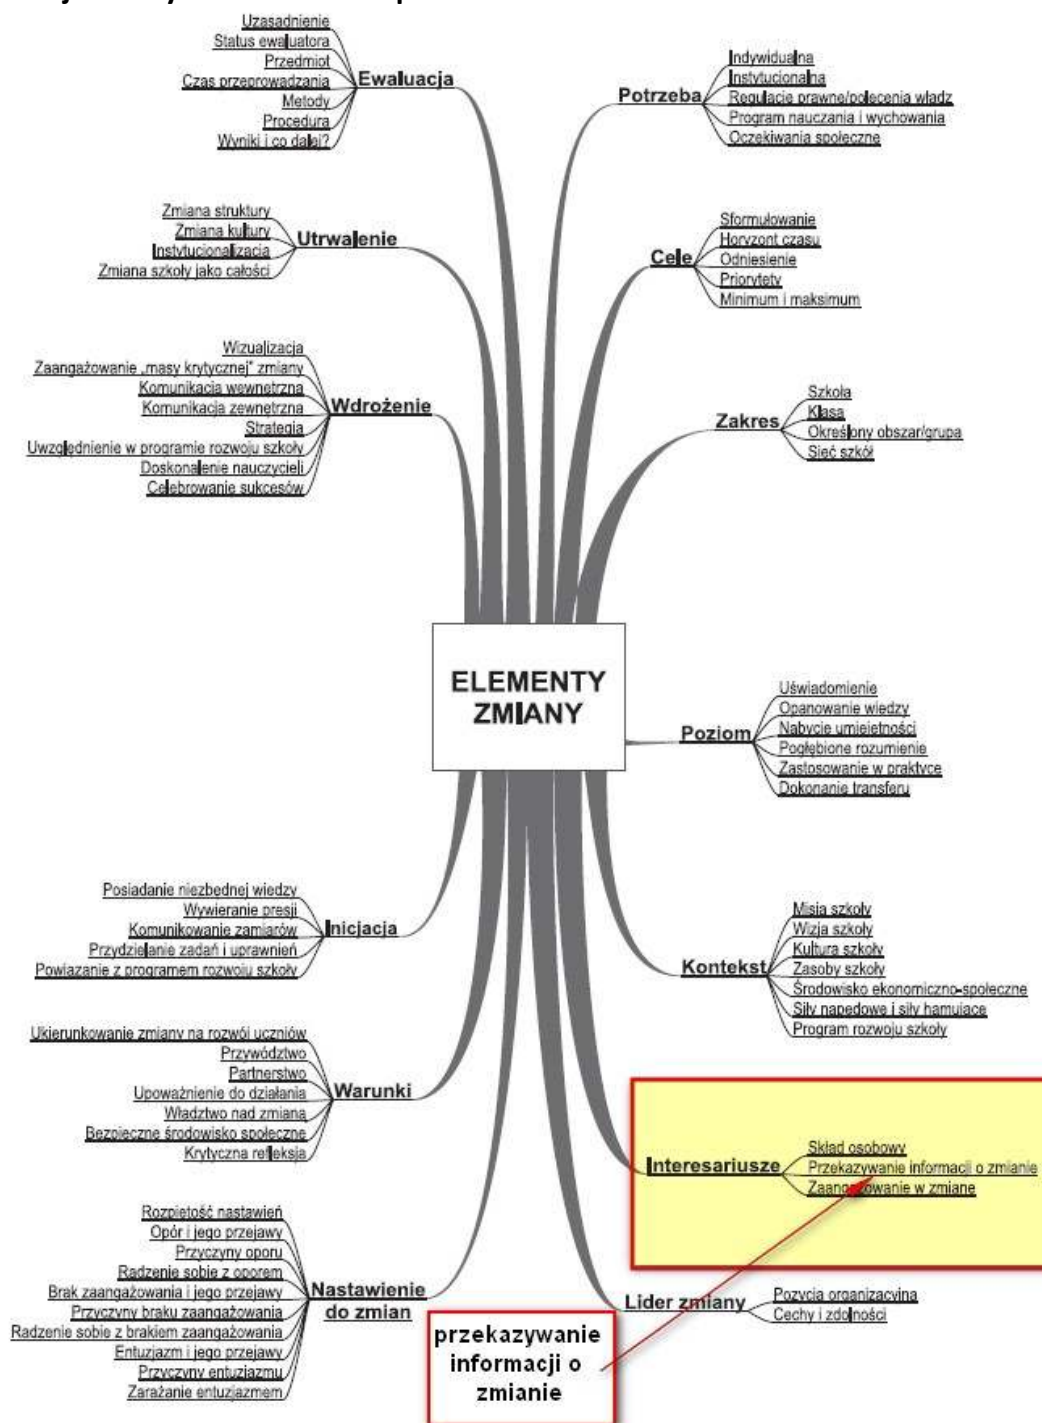 Uzasadnienie
Status ewaluatora
Przedmiot
Czas przeprowadzania
Metody
Procedura
Wyniki i co dalej?
Ewaluacja
Zmiana struktury
Zmiana kultury
Instytucjonalizacja
Zmiana szkoły jako całości
Utrwalenie
Wizualizacja
Zaangażowanie „masy krytycznej" zmiany
Komunikacja wewnętrzna
Komunikacja zewnętrzna
Strategia
Uwzględnienie w programie rozwoju szkoły
Doskonalenie nauczycieli
Celebrowanie sukcesów
Wdrożenie
Potrzeba
Indywidualna
Instytucjonalna
Regulacje prawne/polecenia władz
Program nauczania i wychowania
Oczekiwania społeczne
Cele
Sformułowanie
Horyzont czasu
Odniesienie
Priorytety
Minimum i maksimum
Zakres
Szkoła
Klasa
Określony obszar/grupa
Sieć szkół
ELEMENTY
ZMIANY
Poziom
Uświadomienie
Opanowanie wiedzy
Nabycie umiejętności
Pogłębione rozumienie
Zastosowanie w praktyce
Dokonanie transferu
Posiadanie niezbędnej wiedzy
Wywieranie presji
Komunikowanie zamiarów
Przydzielanie zadań i uprawnień
Powiązanie z programem rozwoju szkoły
Inicjacja
Ukierunkowanie zmiany na rozwój uczniów
Przywództwo
Partnerstwo
Upoważnienie do działania
Władztwo nad zmianą
Bezpieczne środowisko społeczne
Krytyczna refleksja
Warunki
Rozpiętość nastawień
Opór i jego przejawy
Przyczyny oporu
Radzenie sobie z oporem
Brak zaangażowania i jego przejawy
Przyczyny braku zaangażowania
Radzenie sobie z brakiem zaangażowania
Entuzjazm i jego przejawy
Przyczyny entuzjazmu
Zarażanie entuzjazmem
Nastawienie
do zmian
Kontekst
Misja szkoły
Wizja szkoły
Kultura szkoły
Zasoby szkoły
Środowisko ekonomiczno-społeczne
Siły napędowe i siły hamujące
Program rozwoju szkoły
Interesariusze
Skład osobowy
Przekazywanie informacji o zmianie
Zaangażowanie w zmianę
Lider zmiany
Pozycja organizacyjna
Cechy i zdolności
przekazywanie
informacji o
zmianie